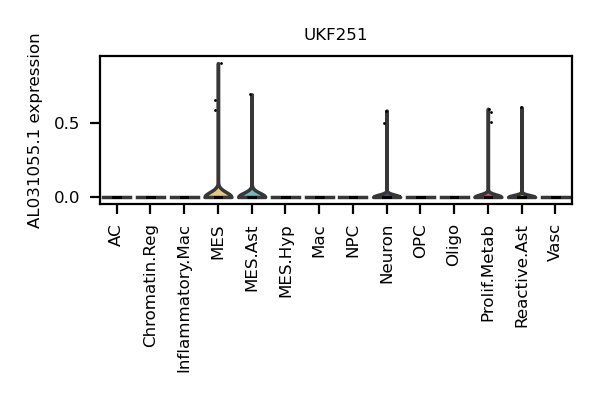 UKF251
AL031055.1 expression
0.5
0.0
AC
Chromatin.Reg
Inflammatory.Mac
MES
MES.Ast
MES.Hyp
Mac
NPC
Neuron
OPC
Oligo
Prolif.Metab
Reactive.Ast
Vasc